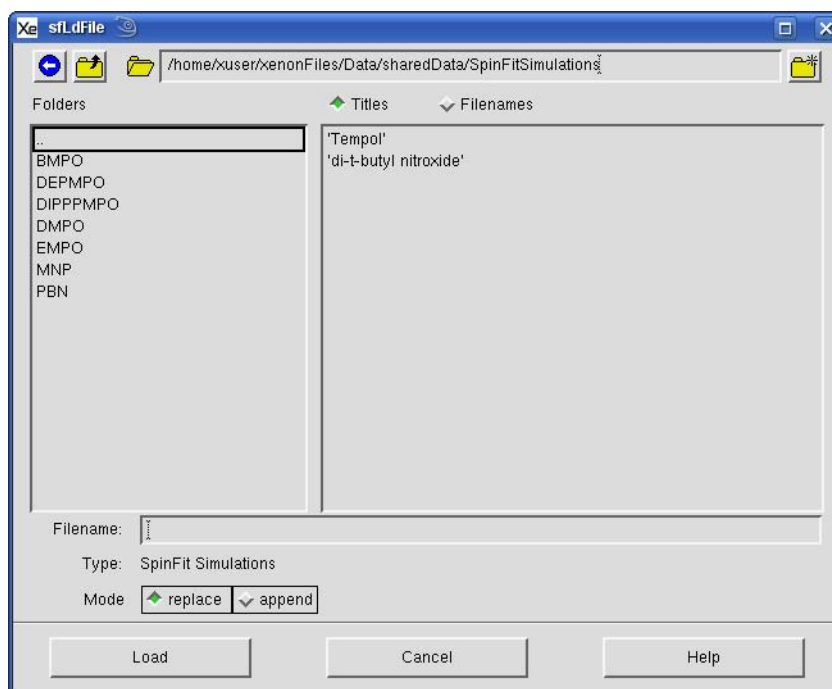 Xe sfLdFile
/home/xuser/xenonFiles/Data/sharedData/SpinFitSimulations
Folders
Titles Filenames
..
BMPO
DEPMPO
DIPPPMPO
DMPO
EMPO
MNP
PBN
'Tempol'
'di-t-butyl nitroxide'
Filename:
Type: SpinFit Simulations
Mode replace append
Load Cancel Help